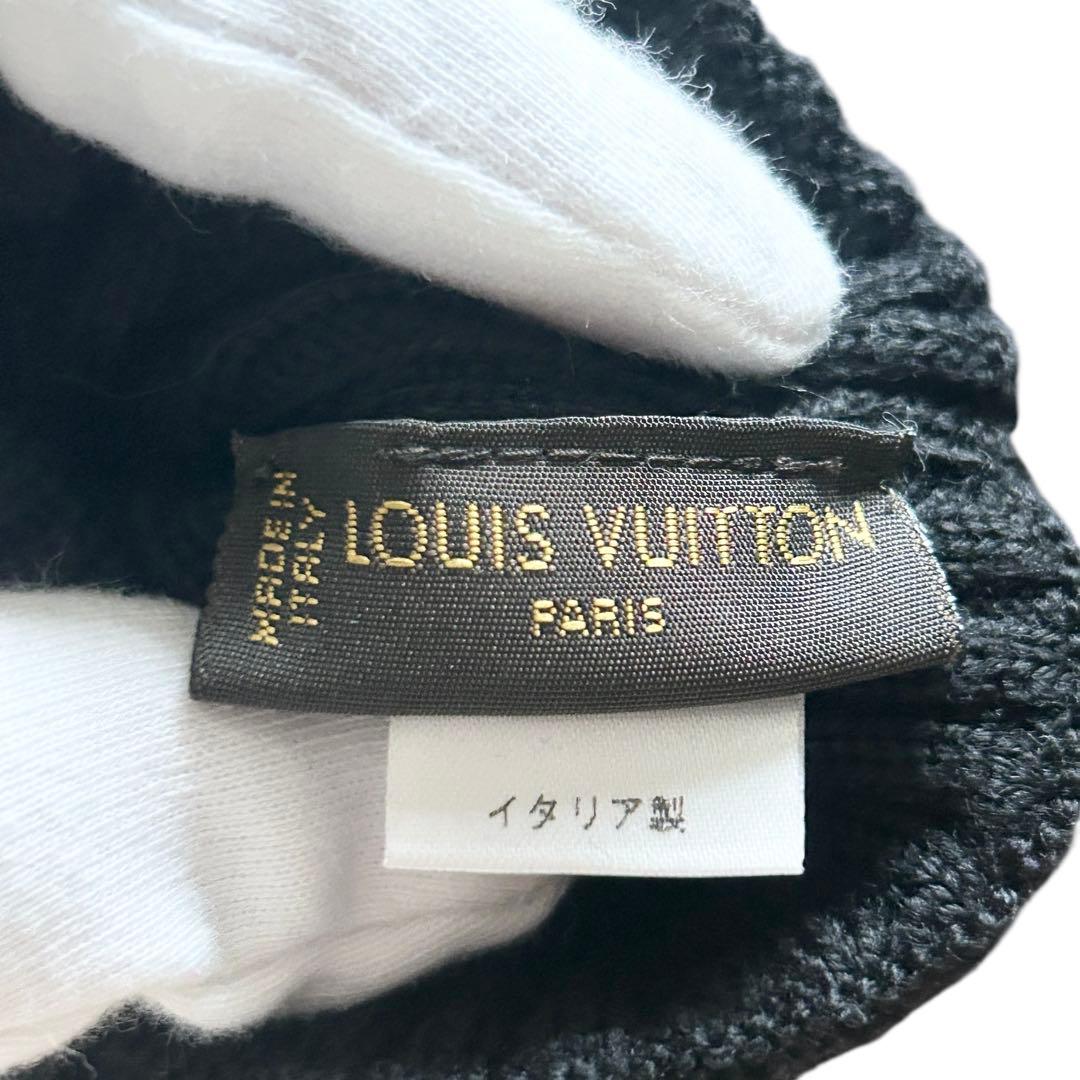 MADE IN
ITALY
LOUIS VUITTON
PARIS
イタリア製